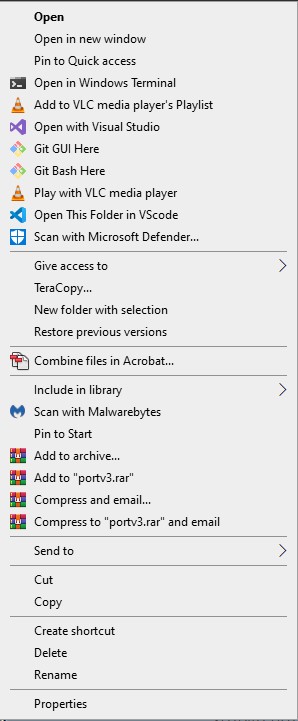 Open
Open in new window
Pin to Quick access
Open in Windows Terminal
Add to VLC media player's Playlist
Open with Visual Studio
Git GUI Here
Git Bash Here
Play with VLC media player
Open This Folder in VScode
Scan with Microsoft Defender...
Give access to
TeraCopy...
New folder with selection
Restore previous versions
Combine files in Acrobat...
Include in library
Scan with Malwarebytes
Pin to Start
Add to archive...
Add to "portv3.rar"
Compress and email...
Compress to "portv3.rar" and email
Send to
Cut
Copy
Create shortcut
Delete
Rename
Properties